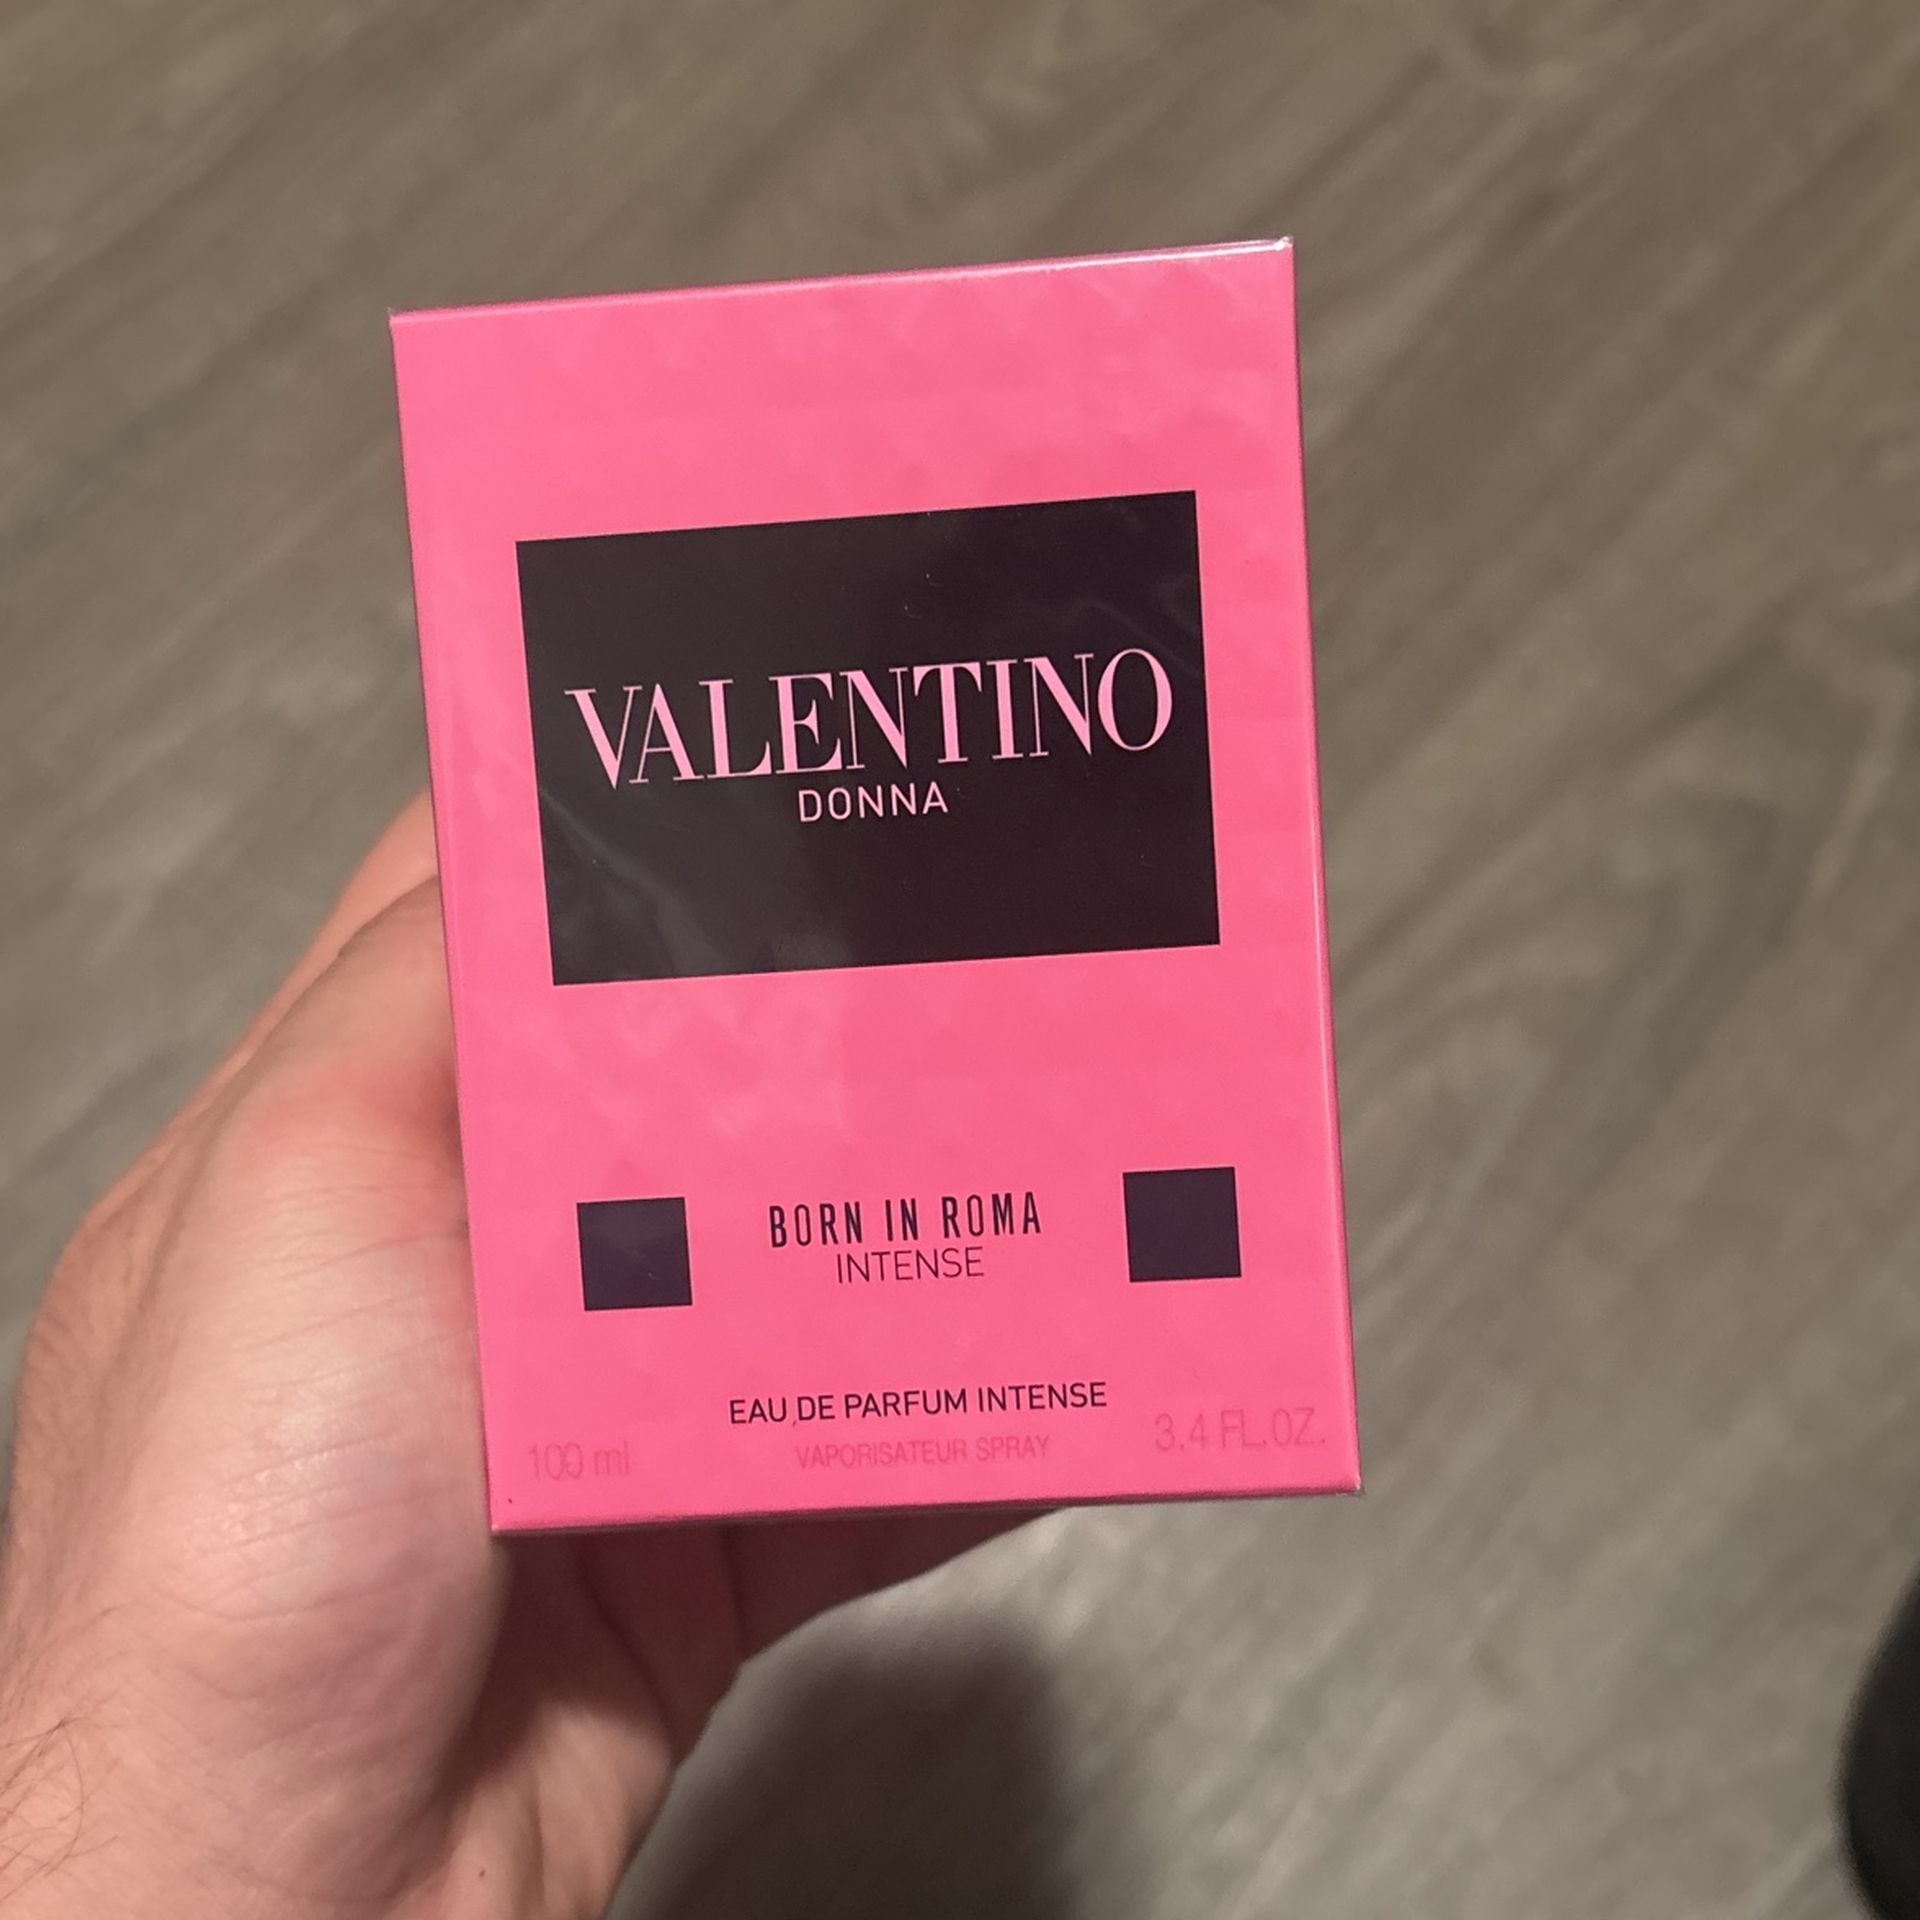 VALENTINO
DONNA
BORN IN ROMA
INTENSE
EAU DE PARFUM INTENSE
100 ml
VAPORISATEUR SPRAY
3.4 FL.OZ.